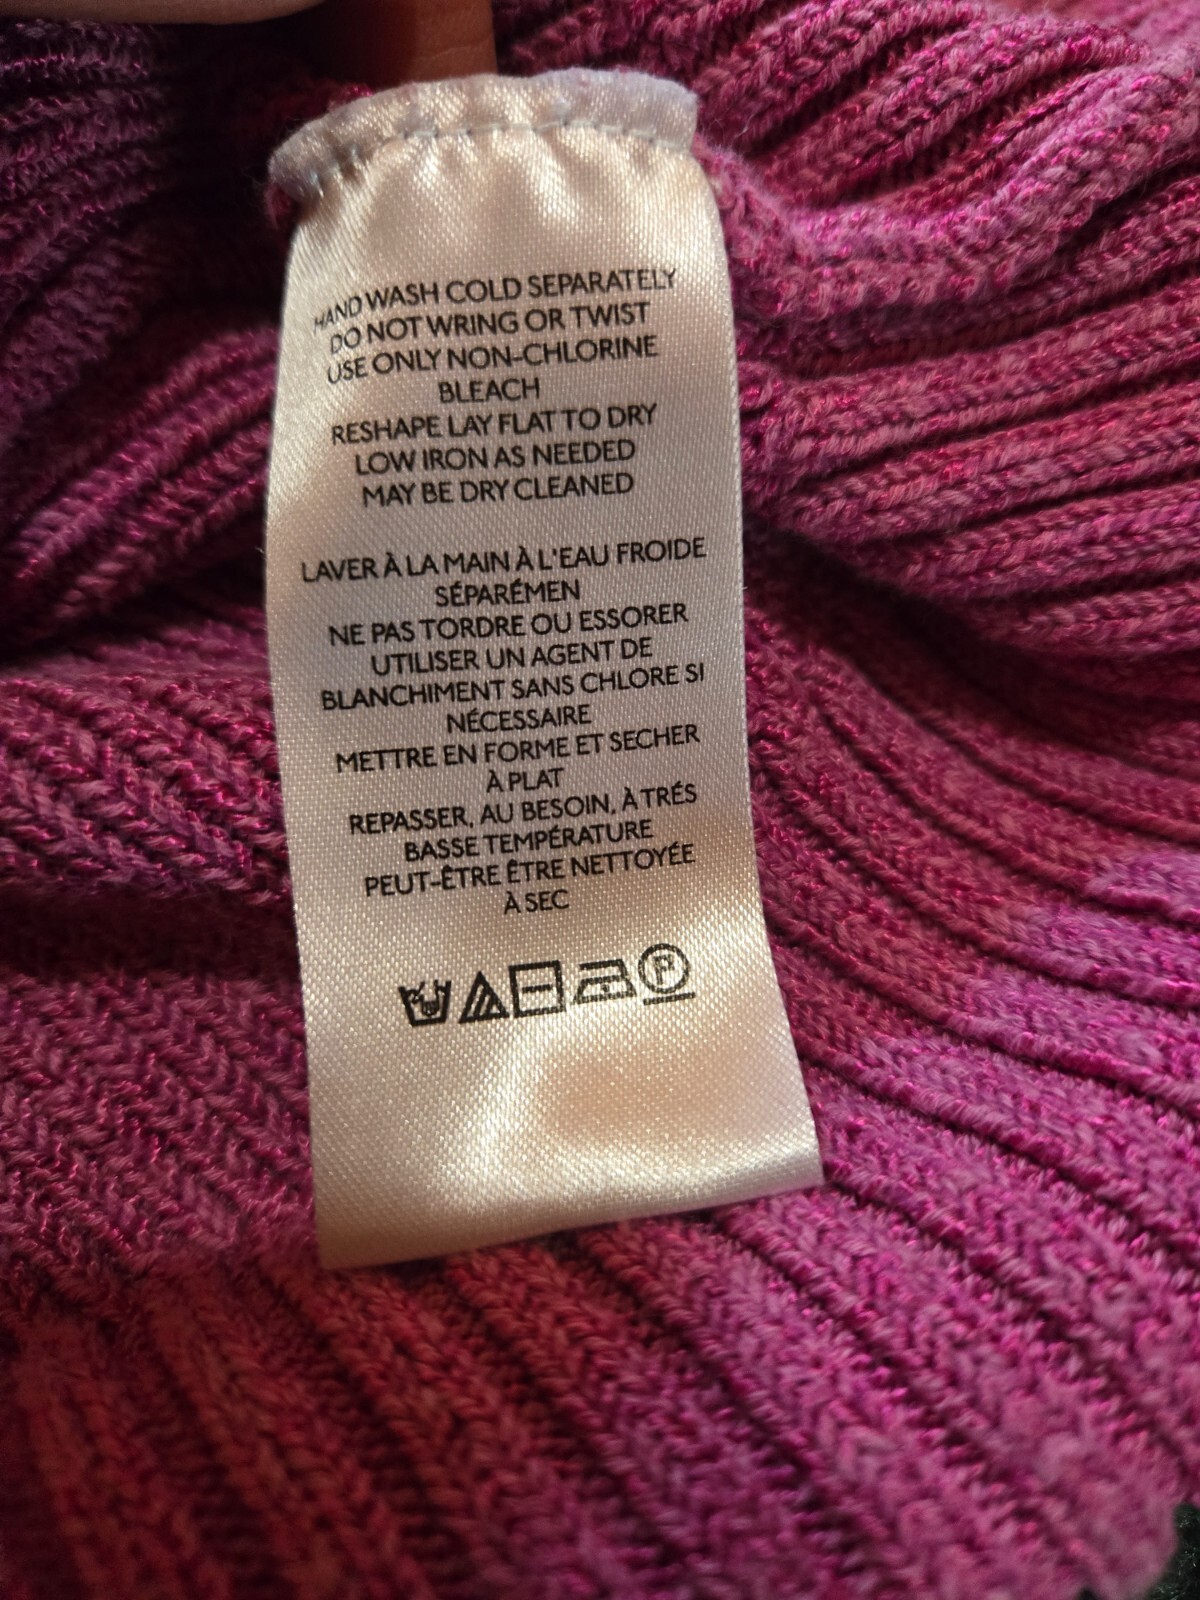 HAND WASH COLD SEPARATELY
DO NOT WRING OR TWIST
USE ONLY NON-CHLORINE
BLEACH
RESHAPE LAY FLAT TO DRY
LOW IRON AS NEEDED
MAY BE DRY CLEANED
LAVER À LA MAIN À L'EAU FROIDE
SÉPARÉMEN
NE PAS TORDRE OU ESSORER
UTILISER UN AGENT DE
BLANCHIMENT SANS CHLORE SI
NÉCESSAIRE
METTRE EN FORME ET SECHER
À PLAT
REPASSER, AU BESOIN, À TRÉS
BASSE TEMPÉRATURE
PEUT-ÊTRE ÊTRE NETTOYÉE
À SEC
P